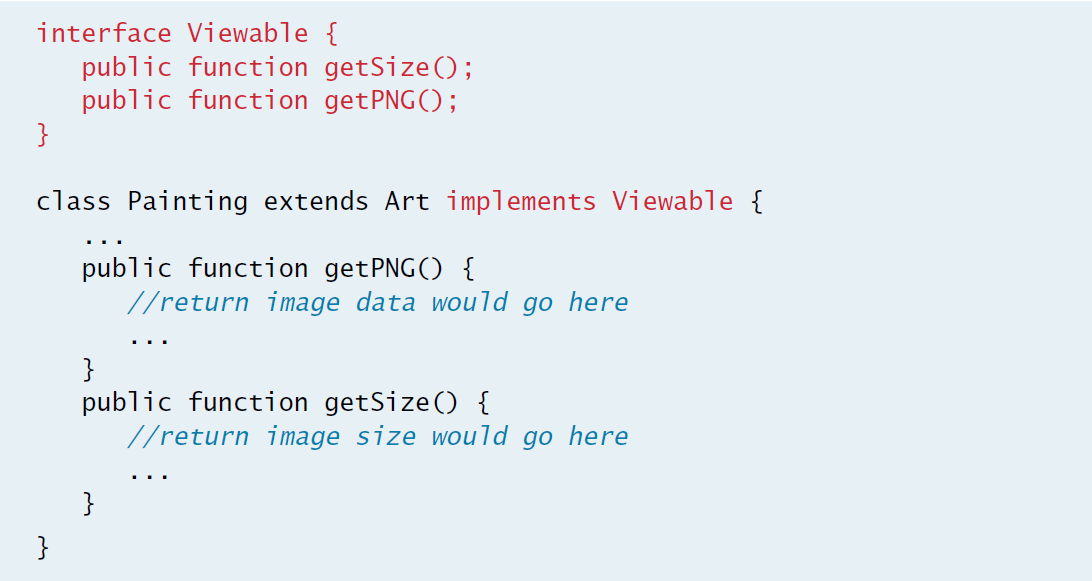 interface Viewable {
   public function getSize();
   public function getPNG();
}
class Painting extends Art implements Viewable {
   ...
   public function getPNG() {
      //return image data would go here
      ...
   }
   public function getSize() {
      //return image size would go here
      ...
   }
}